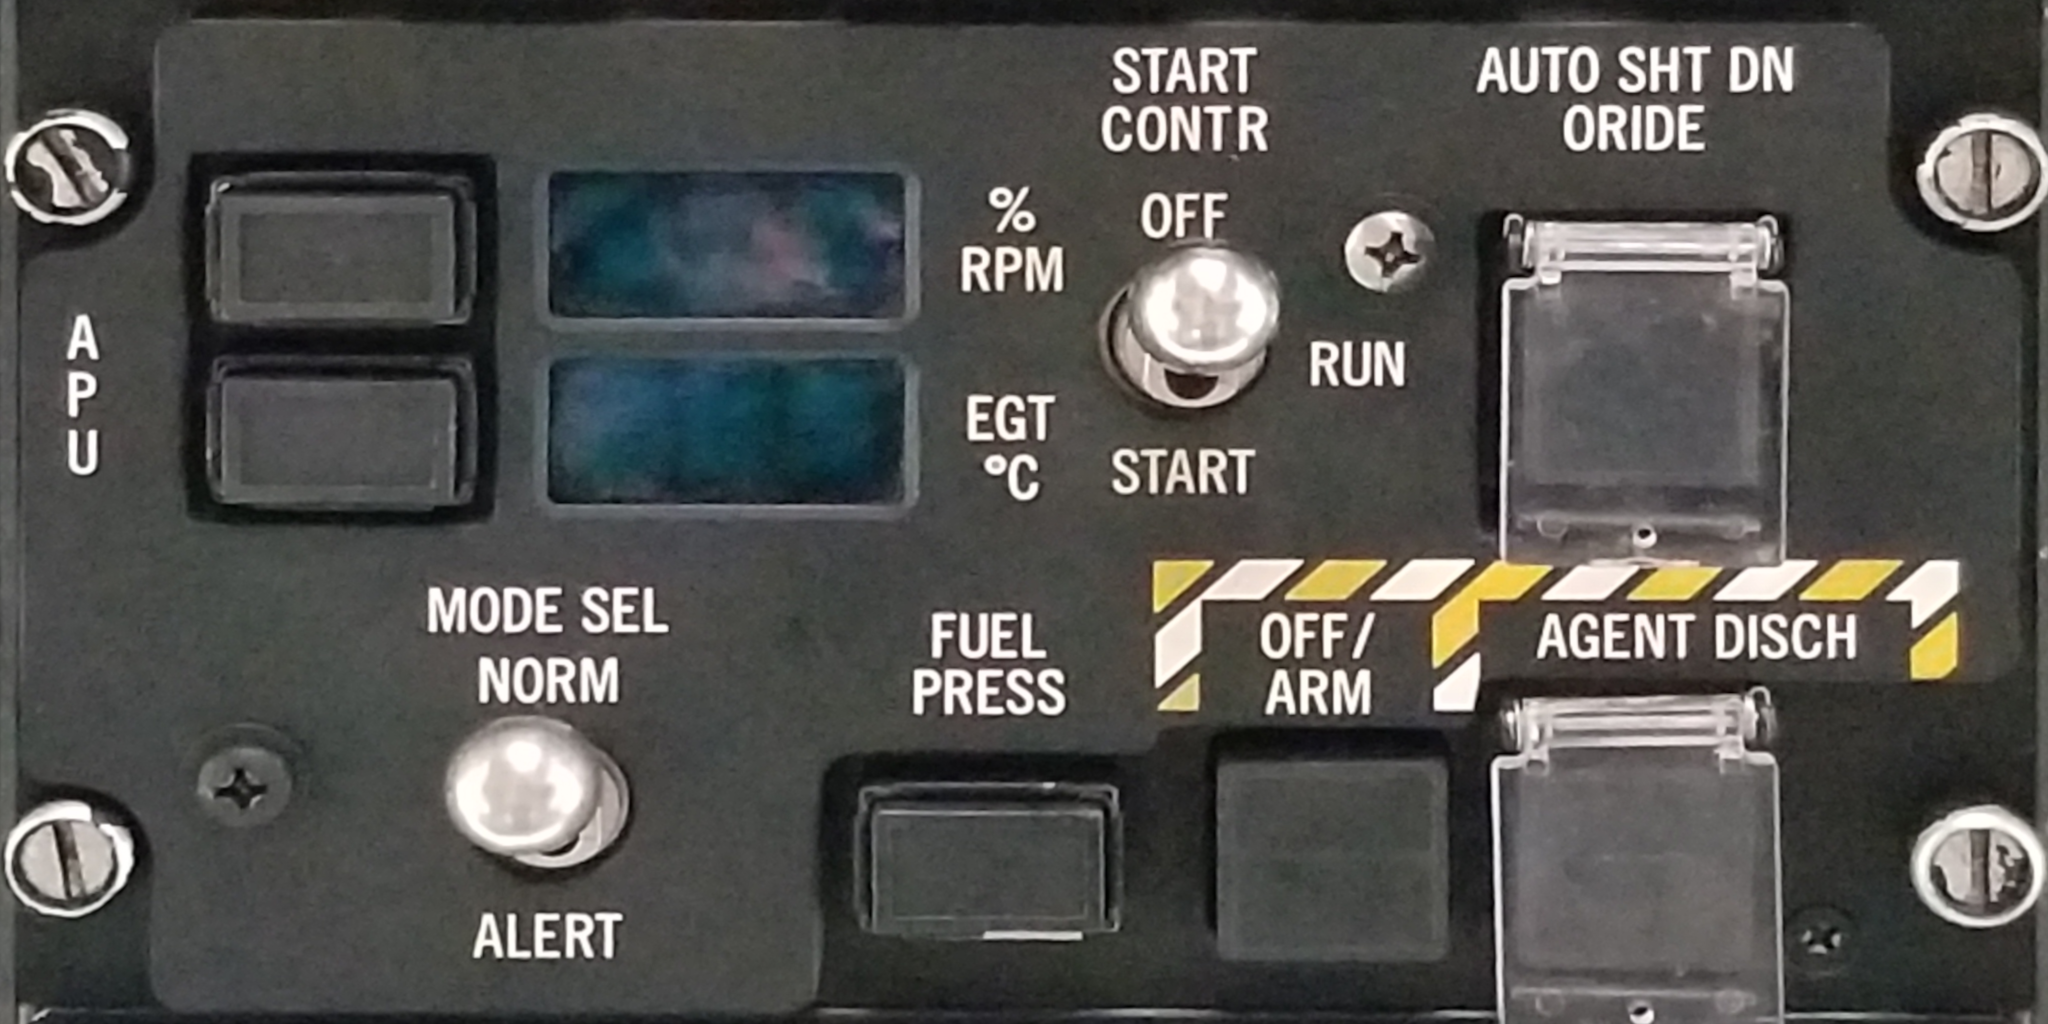 START
CONTR
AUTO SHT DN
ORIDE
OFF
%
RPM
RUN
A
P
U
EGT
°C
START
MODE SEL
NORM
FUEL
PRESS
OFF/
ARM
AGENT DISCH
ALERT